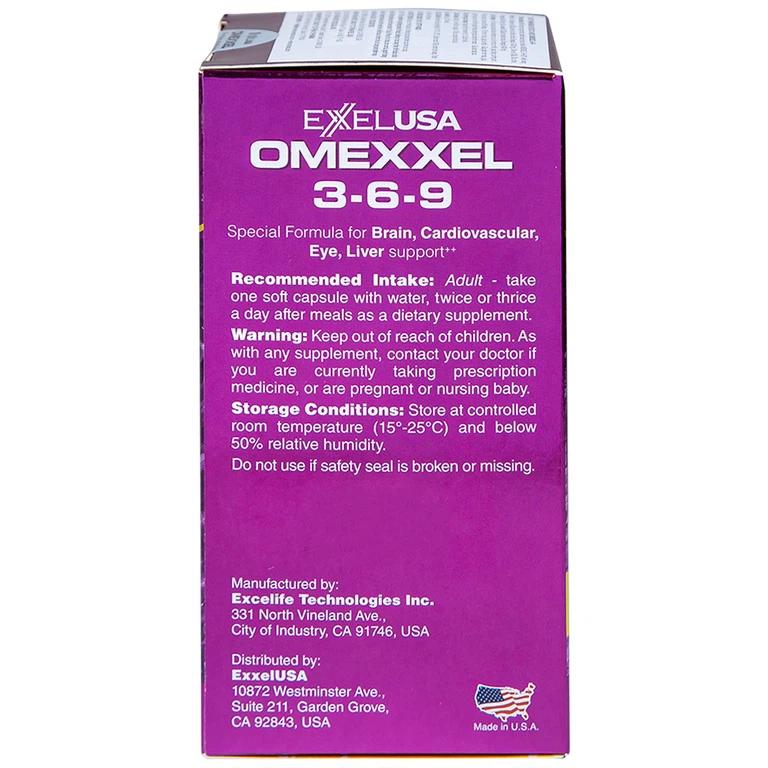 EXXELUSA
OMEXXEL
3-6-9
Special Formula for Brain, Cardiovascular,
Eye, Liver support++
Recommended Intake: Adult - take
one soft capsule with water, twice or thrice
a day after meals as a dietary supplement.
Warning: Keep out of reach of children. As
with any supplement, contact your doctor if
you are currently taking prescription
medicine, or are pregnant or nursing baby.
Storage Conditions: Store at controlled
room temperature (15°-25°C) and below
50% relative humidity.
Do not use if safety seal is broken or missing.
Manufactured by:
Excelife Technologies Inc.
331 North Vineland Ave.,
City of Industry, CA 91746, USA
Distributed by:
ExxelUSA
10872 Westminster Ave.,
Suite 211, Garden Grove,
CA 92843, USA
Made in U.S.A.